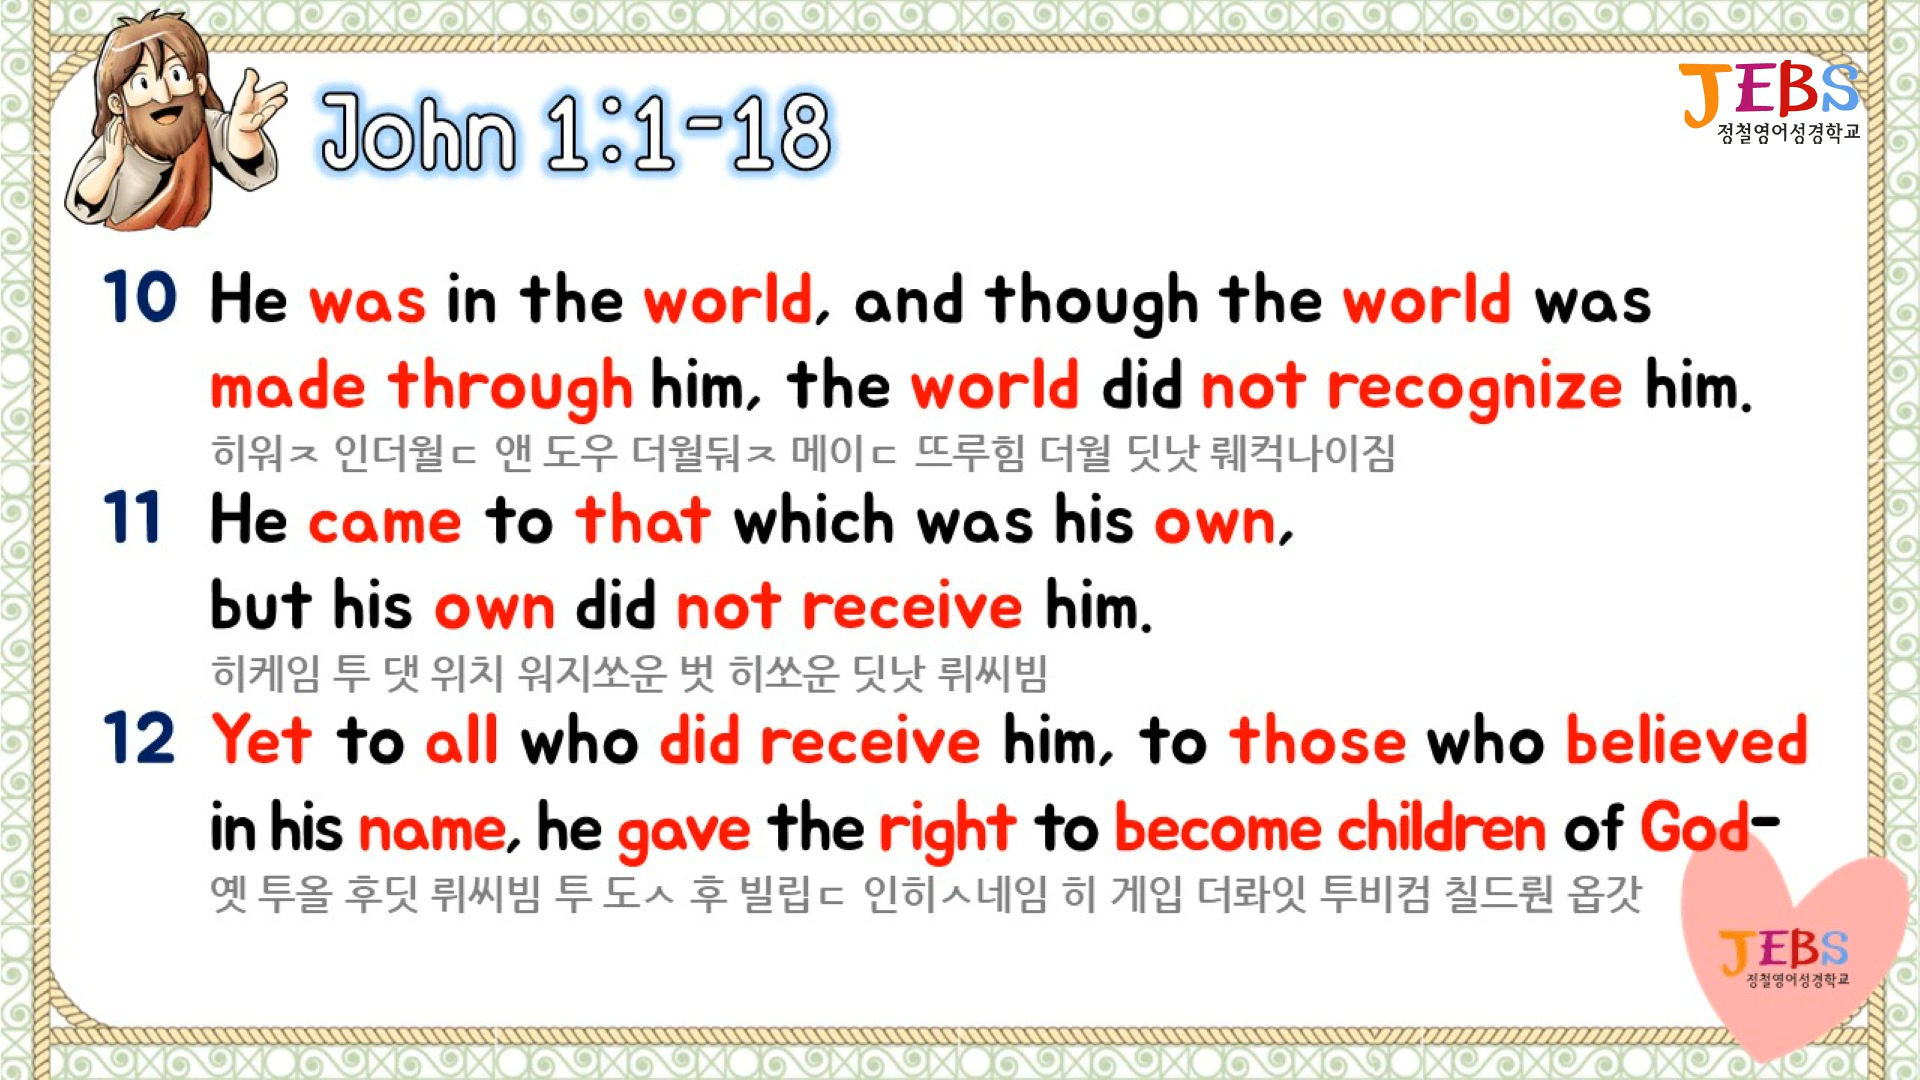 John 1:1-18
JEBS
정철영어성경학교
10 He was in the world, and though the world was
made through him, the world did not recognize him.
히워ㅈ 인더월ㄷ 앤 도우 더월둬ㅈ 메이ㄷ 뜨루힘 더월 딧낫 뤠컥나이짐
11 He came to that which was his own,
but his own did not receive him.
히케임 투 댓 위치 워지쏘운 벗 히쏘운 딧낫 뤼씨빔
12 Yet to all who did receive him, to those who believed
in his name, he gave the right to become children of God-
옛 투올 후딧 뤼씨빔 투 도ㅅ 후 빌립ㄷ 인히ㅅ네임 히 게입 더롸잇 투비컴 칠드뤈 옵갓
JEBS
정철영어성경학교